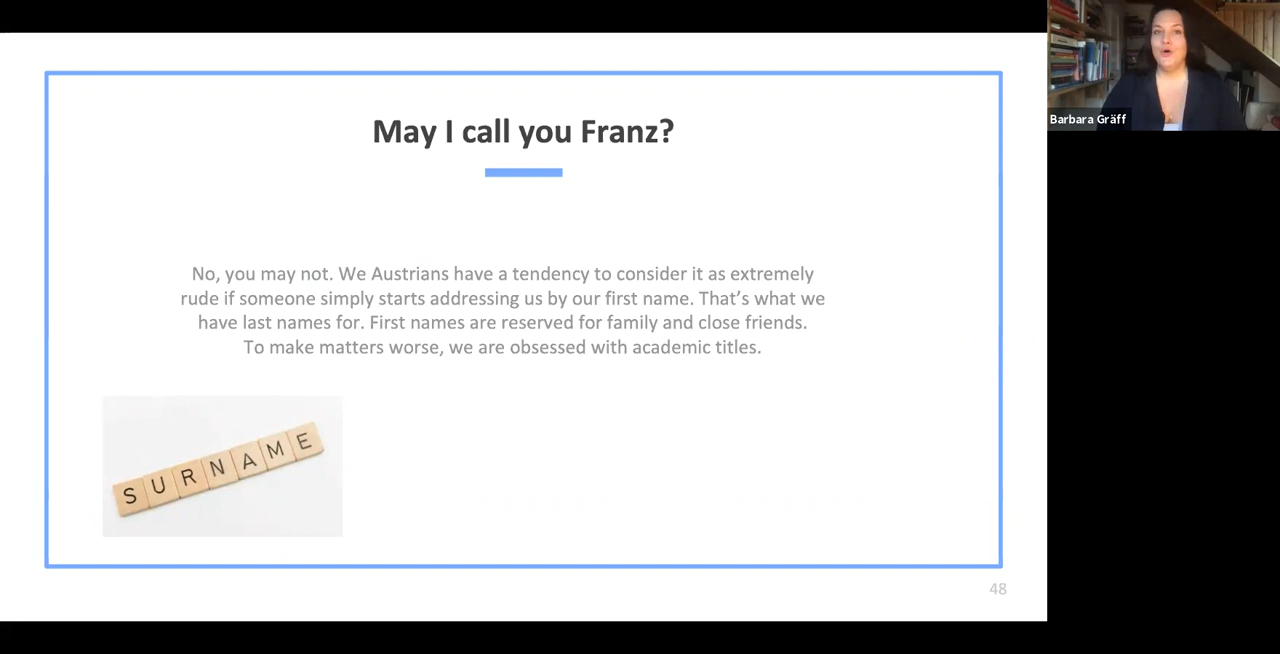 May I call you Franz?
No, you may not. We Austrians have a tendency to consider it as extremely
rude if someone simply starts addressing us by our first name. That’s what we
have last names for. First names are reserved for family and close friends.
To make matters worse, we are obsessed with academic titles.
SURNAME
48
Barbara Gräff